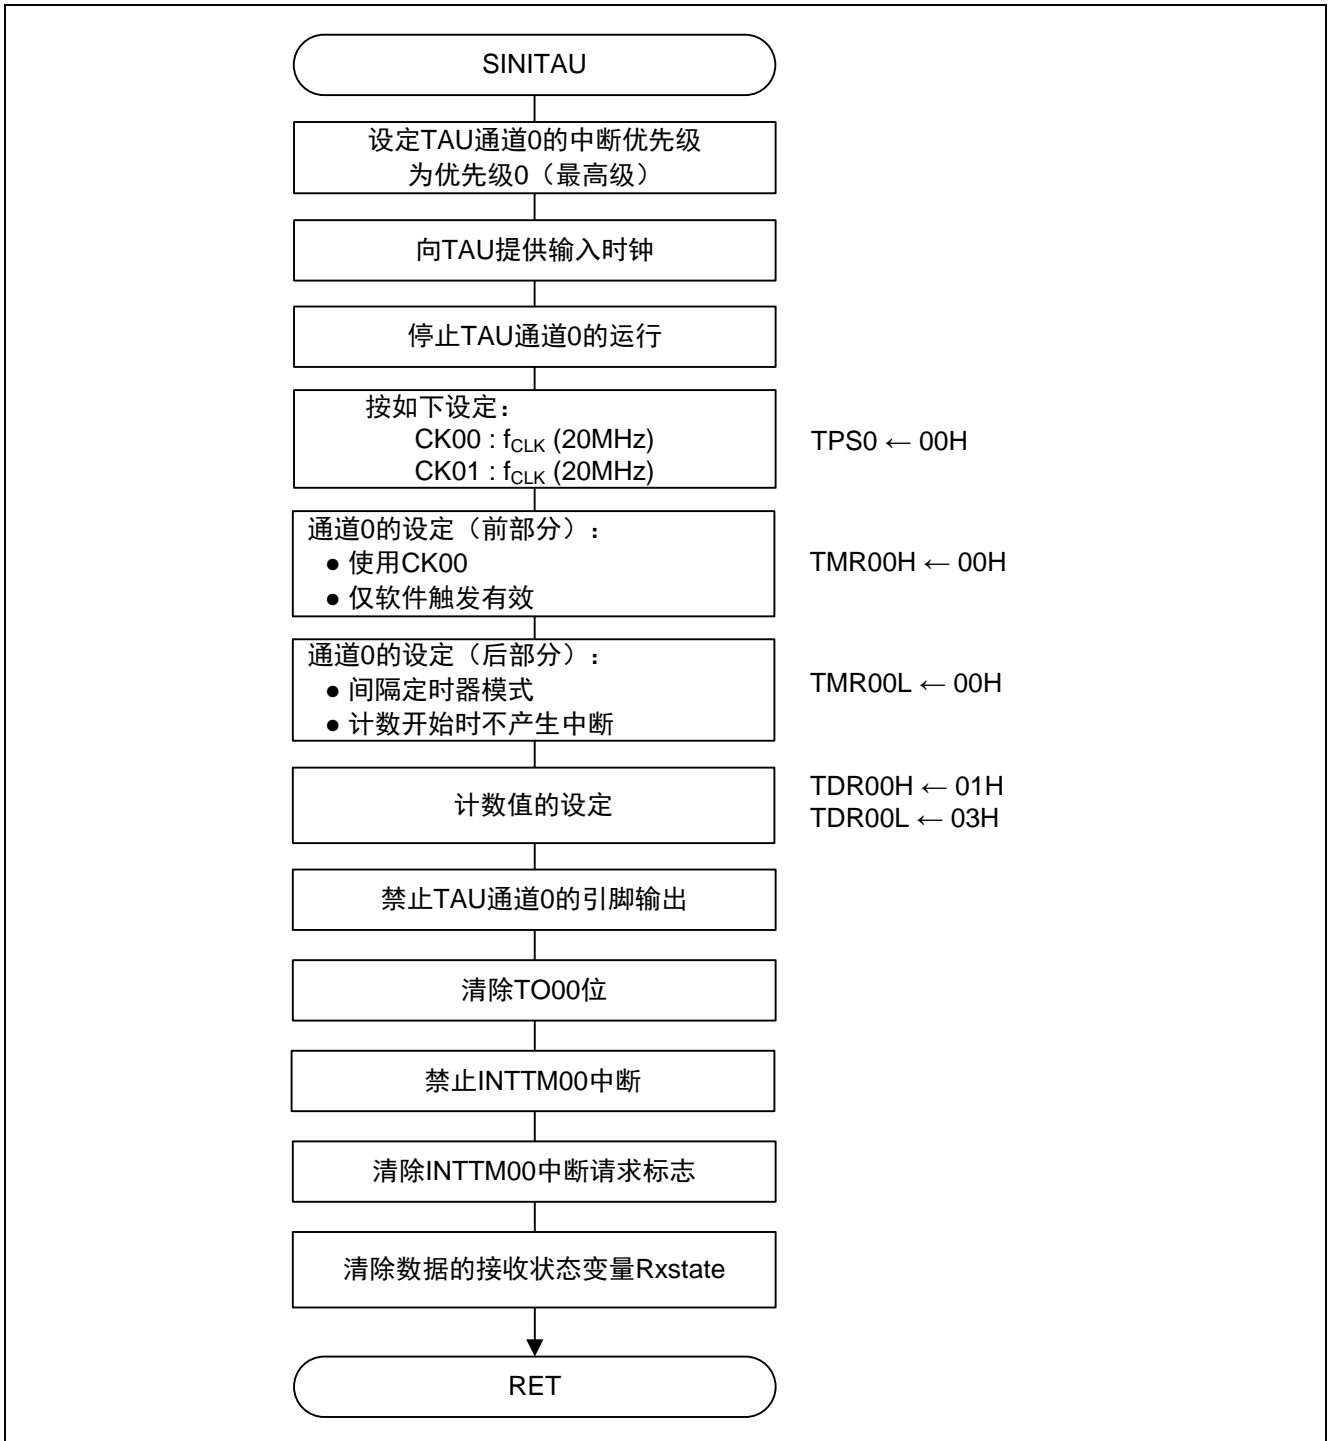 SINITAU
设定TAU通道0的中断优先级
为优先级0（最高级）
向TAU提供输入时钟
停止TAU通道0的运行
按如下设定：
CK00 : fCLK (20MHz)
CK01 : fCLK (20MHz)
TPS0 ← 00H
通道0的设定（前部分）：
● 使用CK00
● 仅软件触发有效
TMR00H ← 00H
通道0的设定（后部分）：
● 间隔定时器模式
● 计数开始时不产生中断
TMR00L ← 00H
计数值的设定
TDR00H ← 01H
TDR00L ← 03H
禁止TAU通道0的引脚输出
清除TO00位
禁止INTTM00中断
清除INTTM00中断请求标志
清除数据的接收状态变量Rxstate
RET